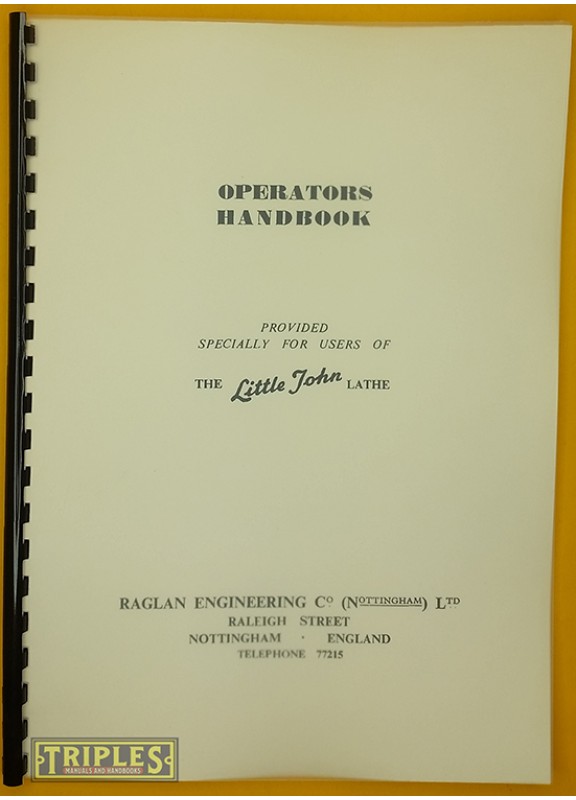 OPERATORS
HANDBOOK
PROVIDED
SPECIALLY FOR USERS OF
THE Little John LATHE
RAGLAN ENGINEERING Co (NOTTINGHAM) LTD
RALEIGH STREET
NOTTINGHAM · ENGLAND
TELEPHONE 77215
TRIPLES
MANUALS AND HANDBOOKS